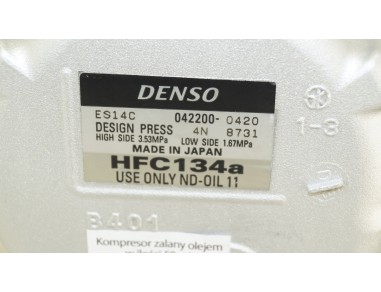 DENSO
ES14C 042200- 0420
DESIGN PRESS 4N 8731
HIGH SIDE 3.53MPa LOW SIDE 1.67MPa
MADE IN JAPAN
HFC134a
USE ONLY ND-OIL 11
1-3
B401
Kompresor zalany olejem